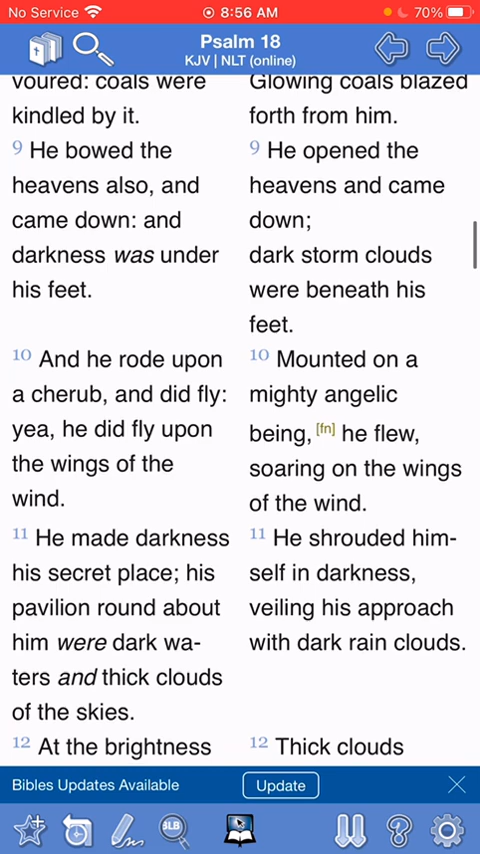 No Service 8:56 AM 70%
Psalm 18
KJV | NLT (online)
voured: coals were
kindled by it.
9 He bowed the
heavens also, and
came down: and
darkness was under
his feet.
10 And he rode upon
a cherub, and did fly:
yea, he did fly upon
the wings of the
wind.
11 He made darkness
his secret place; his
pavilion round about
him were dark wa-
ters and thick clouds
of the skies.
12 At the brightness
Glowing coals blazed
forth from him.
9 He opened the
heavens and came
down;
dark storm clouds
were beneath his
feet.
10 Mounted on a
mighty angelic
being, [fn] he flew,
soaring on the wings
of the wind.
11 He shrouded him-
self in darkness,
veiling his approach
with dark rain clouds.
12 Thick clouds
Bibles Updates Available Update
BLB